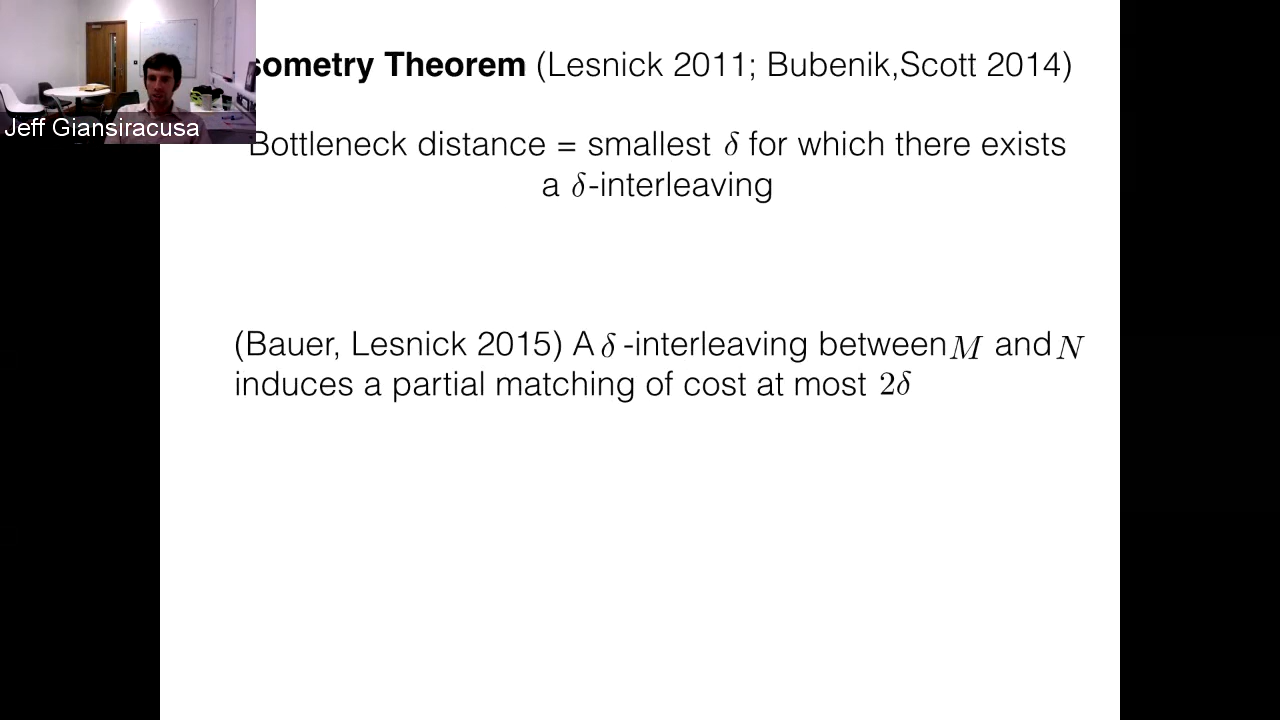 sometry Theorem (Lesnick 2011; Bubenik,Scott 2014)
Jeff Giansiracusa
Bottleneck distance = smallest δ for which there exists
a δ-interleaving
(Bauer, Lesnick 2015) A δ-interleaving between M and N
induces a partial matching of cost at most 2δ